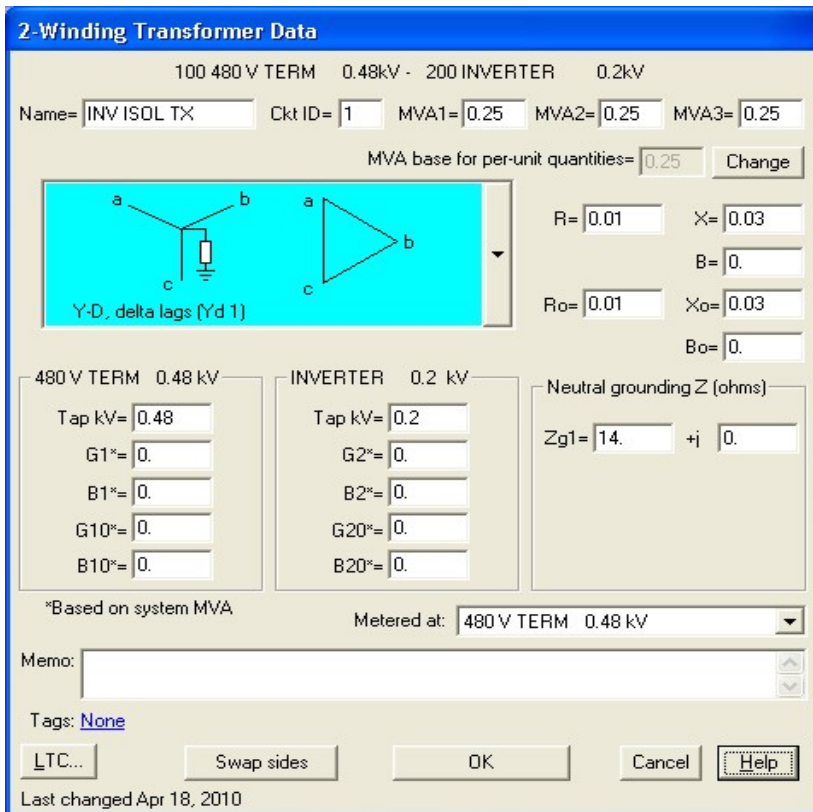 2-Winding Transformer Data
100 480 V TERM 0.48kV - 200 INVERTER 0.2kV
Name= INV ISOL TX Ckt ID= 1 MVA1= 0.25 MVA2= 0.25 MVA3= 0.25
MVA base for per-unit quantities= 0.25 Change
a b c
a b c
Y-D, delta lags (Yd 1)
R= 0.01 X= 0.03
B= 0.
Ro= 0.01 Xo= 0.03
Bo= 0.
480 V TERM 0.48 kV
Tap kV= 0.48
G1*= 0.
B1*= 0.
G10*= 0.
B10*= 0.
INVERTER 0.2 kV
Tap kV= 0.2
G2*= 0.
B2*= 0.
G20*= 0.
B20*= 0.
Neutral grounding Z (ohms)
Zg1= 14. +j 0.
*Based on system MVA
Metered at: 480 V TERM 0.48 kV
Memo:
Tags: None
LTC... Swap sides OK Cancel Help
Last changed Apr 18, 2010